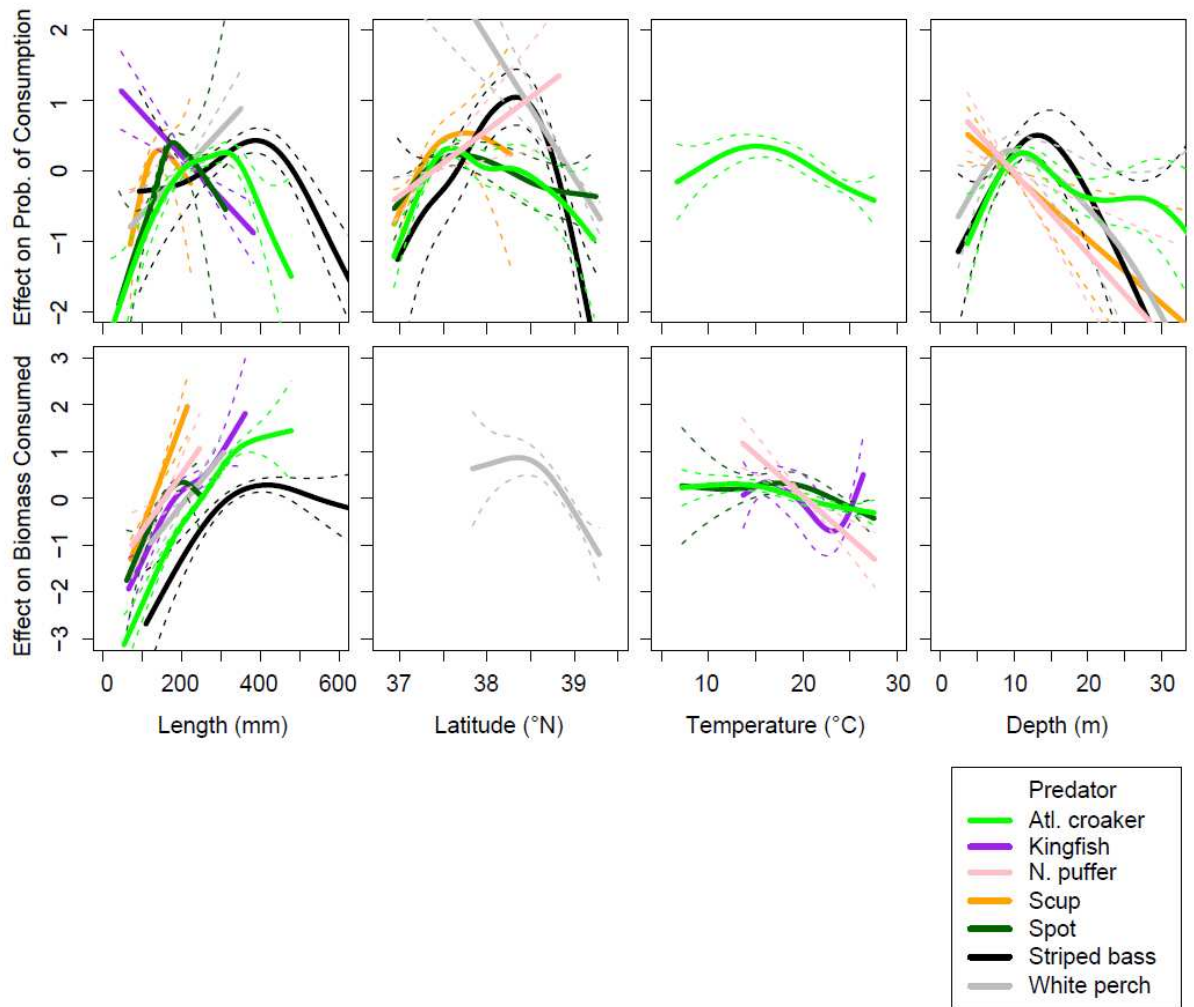 Effect on Prob. of Consumption
2
1
0
−1
−2
Effect on Biomass Consumed
3
2
1
0
−1
−2
−3
0 200 400 600
37 38 39
10 20 30
0 10 20 30
Length (mm)
Latitude (°N)
Temperature (°C)
Depth (m)
Predator
Atl. croaker
Kingfish
N. puffer
Scup
Spot
Striped bass
White perch